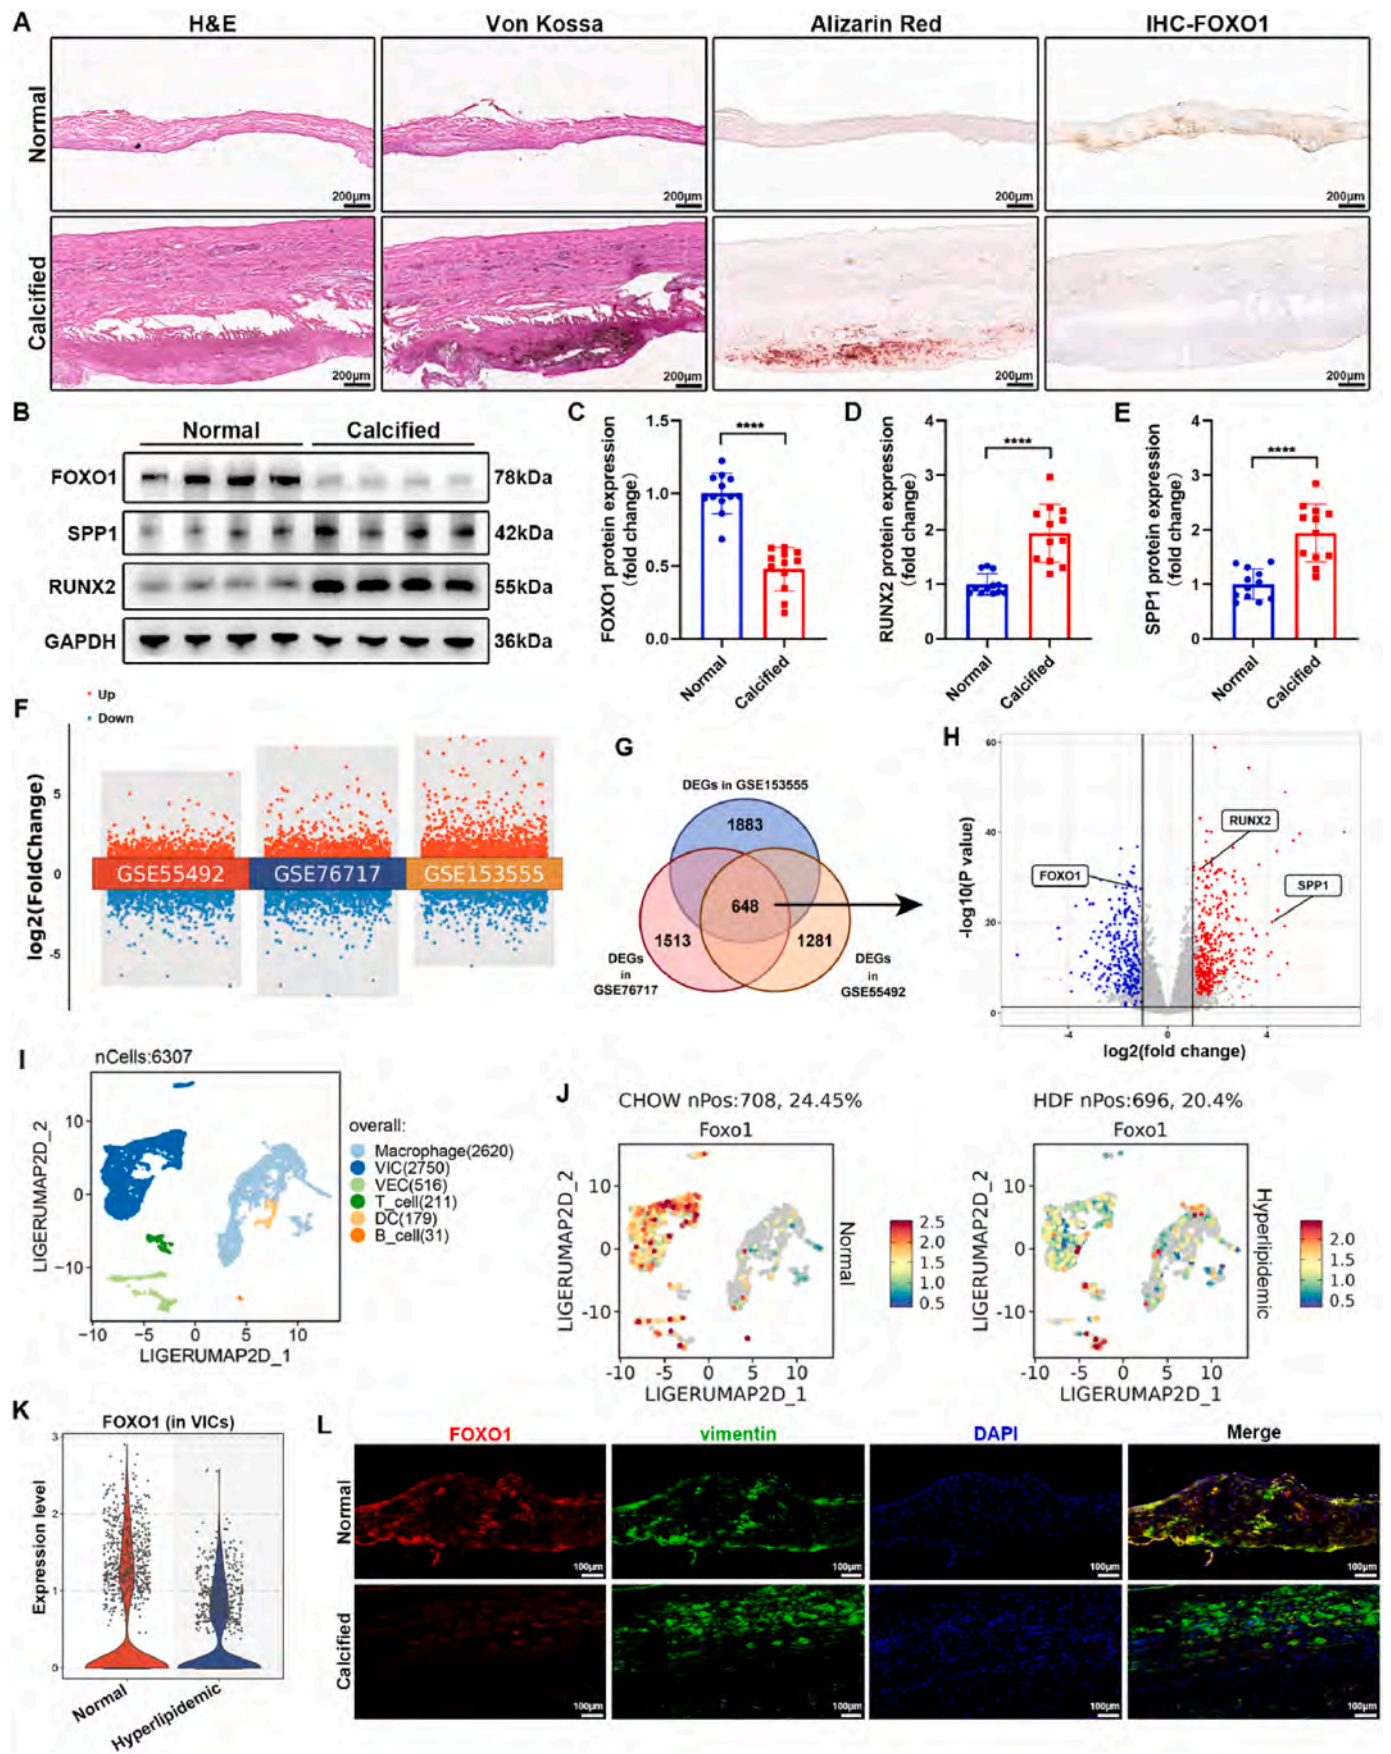 A
H&E
Von Kossa
Alizarin Red
IHC-FOXO1
Normal
200μm
200μm
200μm
200μm
Calcified
200μm
200μm
200μm
200μm
B
Normal
Calcified
FOXO1
78kDa
SPP1
42kDa
RUNX2
55kDa
GAPDH
36kDa
C
FOXO1 protein expression
(fold change)
1.5
1.0
0.5
0.0
****
Normal
Calcified
D
RUNX2 protein expression
(fold change)
4
3
2
1
0
****
Normal
Calcified
E
SPP1 protein expression
(fold change)
4
3
2
1
0
****
Normal
Calcified
F
Up
Down
log2(FoldChange)
5
0
-5
GSE55492
GSE76717
GSE153555
G
DEGs in GSE153555
1883
648
1513
1281
DEGs
in
GSE76717
DEGs
in
GSE55492
H
-log10(P value)
60
40
20
0
RUNX2
FOXO1
SPP1
-4
0
4
log2(fold change)
I
nCells:6307
LIGERUMAP2D_2
10
0
−10
−10
−5
0
5
10
LIGERUMAP2D_1
overall:
Macrophage(2620)
VIC(2750)
VEC(516)
T_cell(211)
DC(179)
B_cell(31)
J
CHOW nPos:708, 24.45%
Foxo1
LIGERUMAP2D_2
10
0
-10
-10
-5
0
5
10
LIGERUMAP2D_1
Normal
2.5
2.0
1.5
1.0
0.5
HDF nPos:696, 20.4%
Foxo1
LIGERUMAP2D_2
10
0
-10
-10
-5
0
5
10
LIGERUMAP2D_1
Hyperlipidemic
2.0
1.5
1.0
0.5
K
FOXO1 (in VICs)
Expression level
3
2
1
0
Normal
Hyperlipidemic
L
FOXO1
vimentin
DAPI
Merge
Normal
100μm
100μm
100μm
100μm
Calcified
100μm
100μm
100μm
100μm